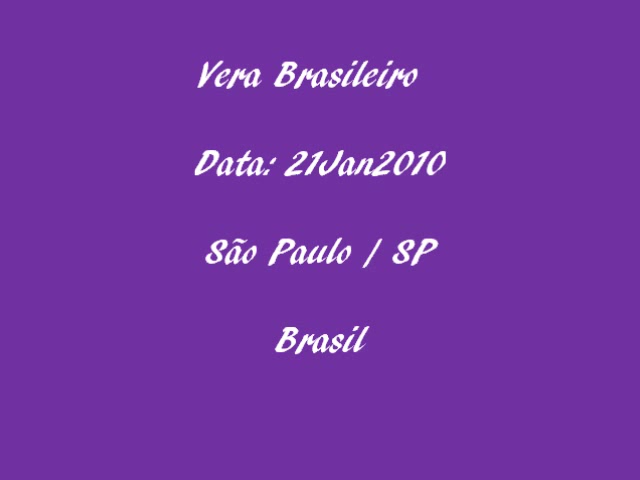 Vera Brasileiro
Data: 21Jan2010
São Paulo / SP
Brasil